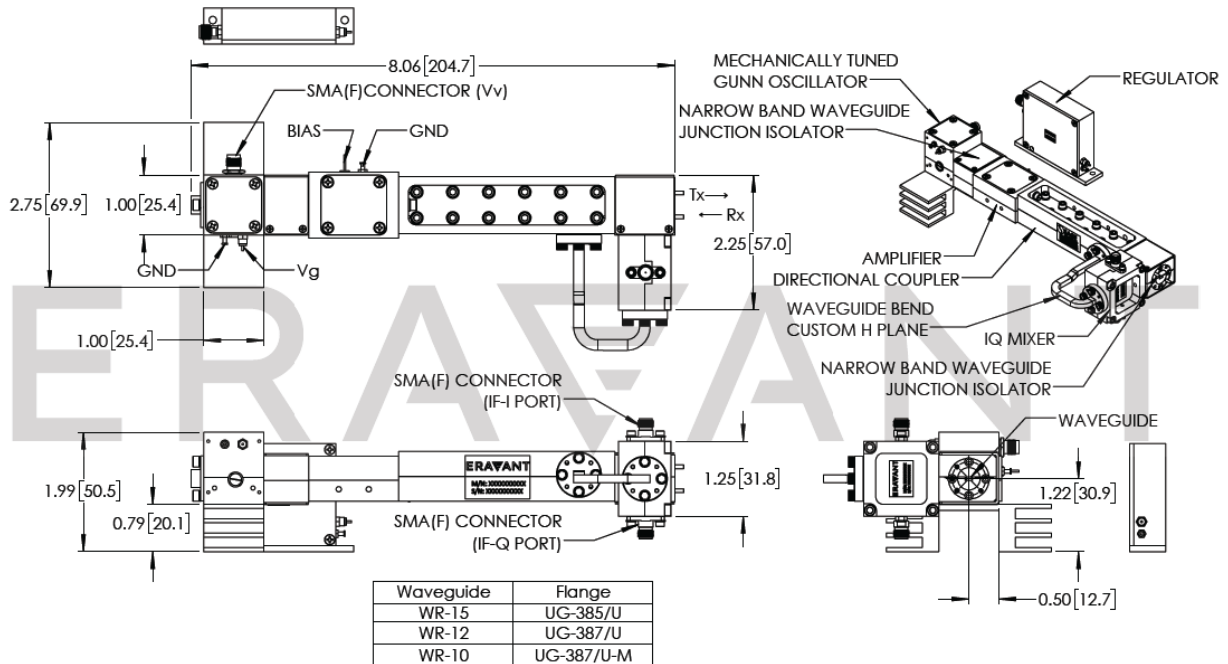 8.06[204.7]
SMA(F)CONNECTOR (Vv)
BIAS
GND
2.75[69.9]
1.00[25.4]
Tx
Rx
2.25[57.0]
GND
Vg
1.00[25.4]
MECHANICALLY TUNED
GUNN OSCILLATOR
REGULATOR
NARROW BAND WAVEGUIDE
JUNCTION ISOLATOR
AMPLIFIER
DIRECTIONAL COUPLER
WAVEGUIDE BEND
CUSTOM H PLANE
IQ MIXER
NARROW BAND WAVEGUIDE
JUNCTION ISOLATOR
ERAVANT
SMA(F) CONNECTOR
(IF-I PORT)
1.99[50.5]
0.79[20.1]
ERAVANT
M/N: XXXXXXXXXX
S/N: XXXXXXXXXX
1.25[31.8]
SMA(F) CONNECTOR
(IF-Q PORT)
WAVEGUIDE
1.22[30.9]
0.50[12.7]
Waveguide Flange
WR-15 UG-385/U
WR-12 UG-387/U
WR-10 UG-387/U-M